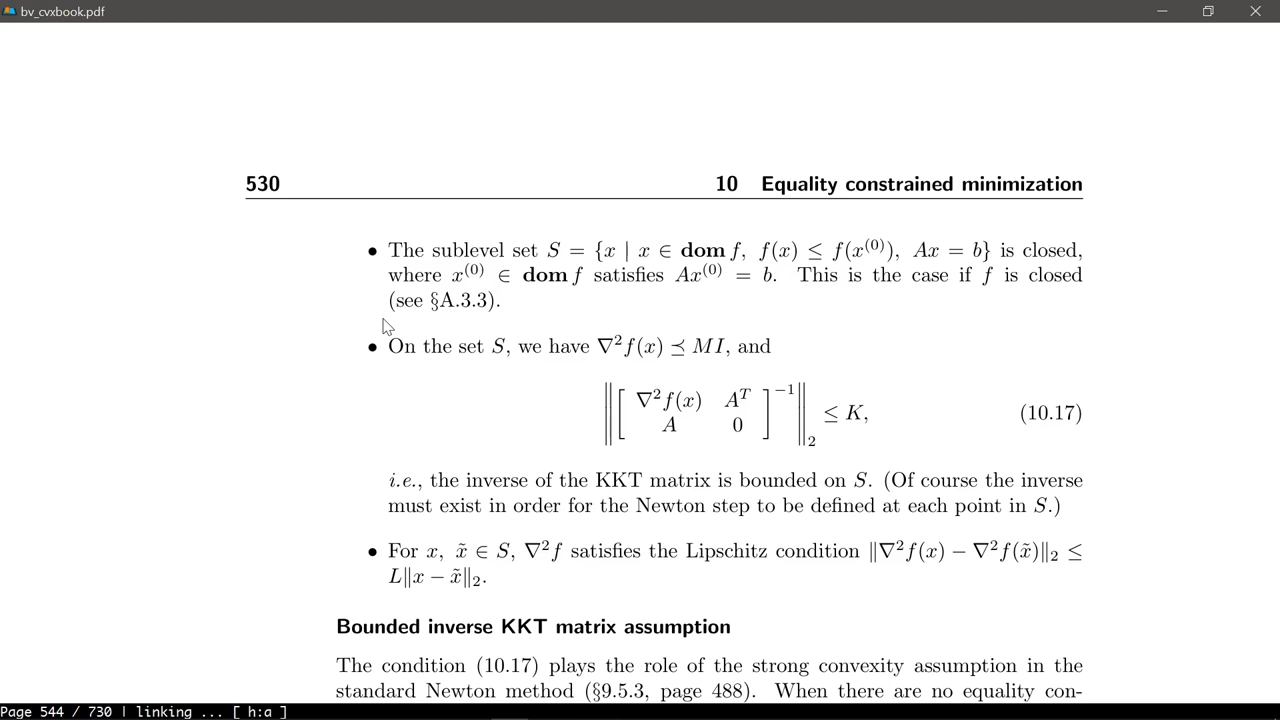 bv_cvxbook.pdf
530 10 Equality constrained minimization
• The sublevel set S = {x | x ∈ dom f, f(x) ≤ f(x⁽⁰⁾), Ax = b} is closed,
where x⁽⁰⁾ ∈ dom f satisfies Ax⁽⁰⁾ = b. This is the case if f is closed
(see §A.3.3).
• On the set S, we have ∇²f(x) ⪯ MI, and
‖[ ∇²f(x) Aᵀ ; A 0 ]⁻¹‖₂ ≤ K, (10.17)
i.e., the inverse of the KKT matrix is bounded on S. (Of course the inverse
must exist in order for the Newton step to be defined at each point in S.)
• For x, x̃ ∈ S, ∇²f satisfies the Lipschitz condition ‖∇²f(x) − ∇²f(x̃)‖₂ ≤
L‖x − x̃‖₂.
Bounded inverse KKT matrix assumption
The condition (10.17) plays the role of the strong convexity assumption in the
standard Newton method (§9.5.3, page 488). When there are no equality con-
Page 544 / 730 | linking ... [ h:a ]